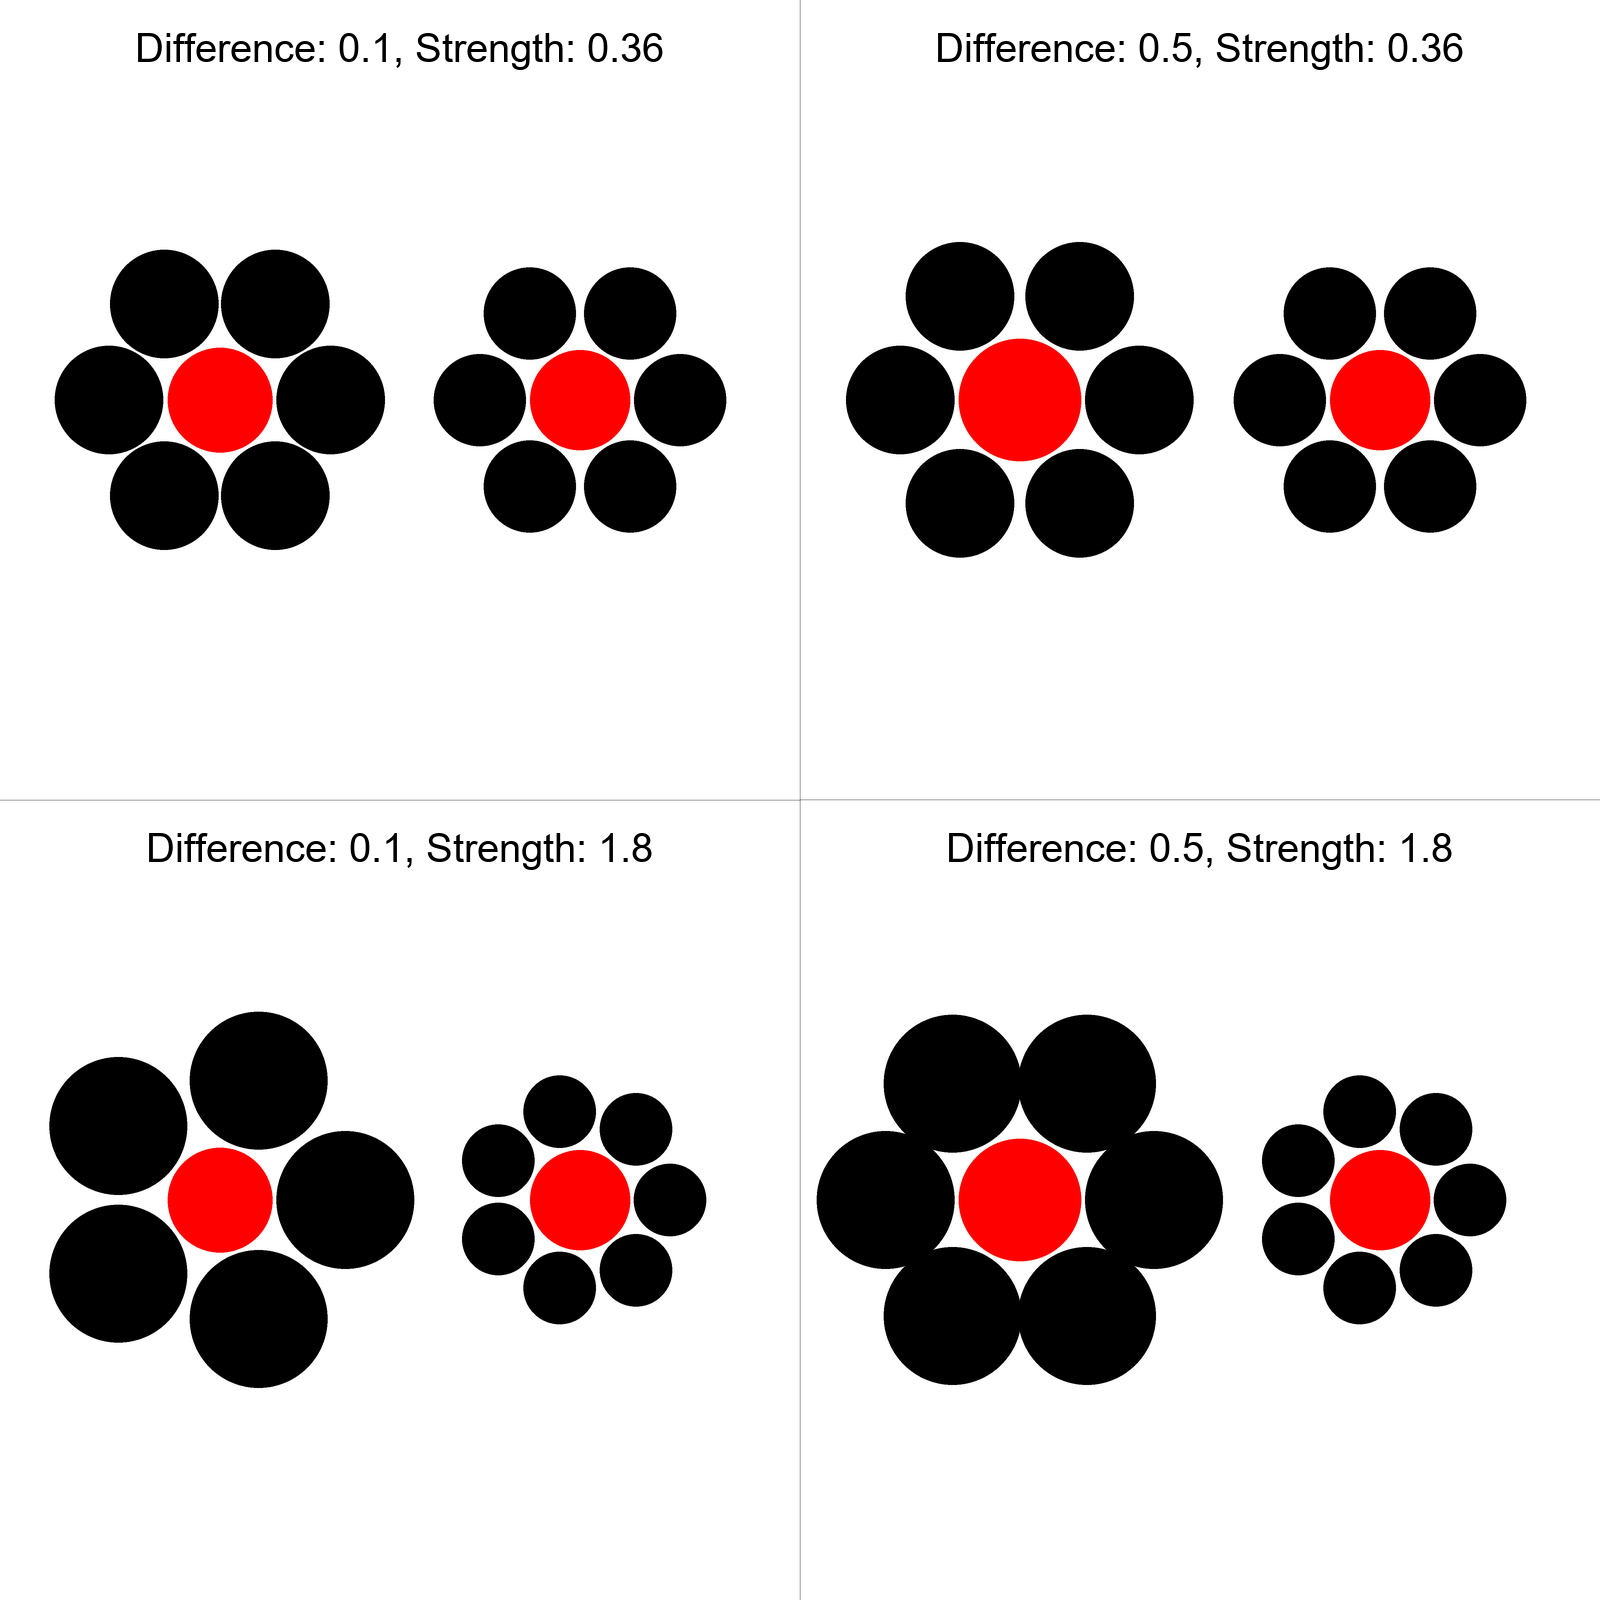 Difference: 0.1, Strength: 0.36
Difference: 0.5, Strength: 0.36
Difference: 0.1, Strength: 1.8
Difference: 0.5, Strength: 1.8